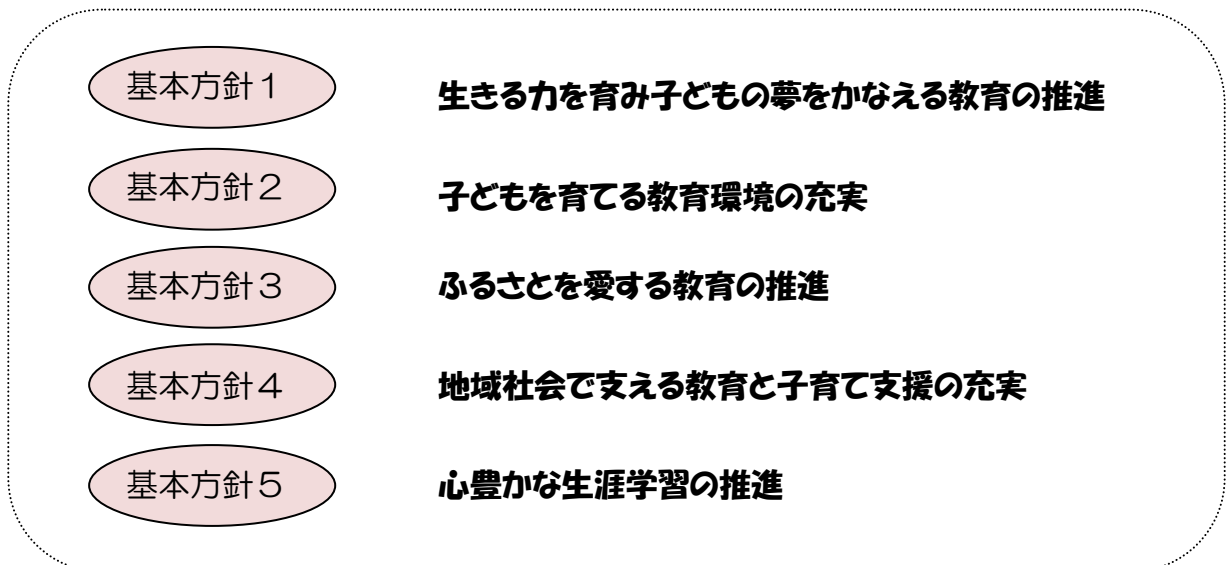 基本方針１ 生きる力を育み子どもの夢をかなえる教育の推進
基本方針２ 子どもを育てる教育環境の充実
基本方針３ ふるさとを愛する教育の推進
基本方針４ 地域社会で支える教育と子育て支援の充実
基本方針５ 心豊かな生涯学習の推進